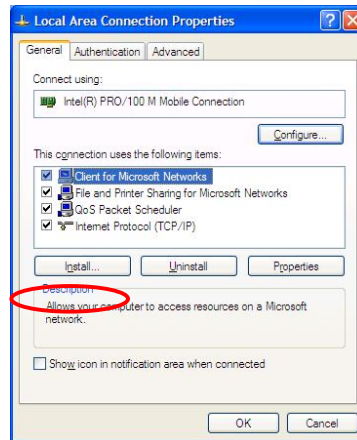 Local Area Connection Properties
General Authentication Advanced
Connect using:
Intel(R) PRO/100 M Mobile Connection
Configure...
This connection uses the following items:
Client for Microsoft Networks
File and Printer Sharing for Microsoft Networks
QoS Packet Scheduler
Internet Protocol (TCP/IP)
Install... Uninstall Properties
Description
Allows your computer to access resources on a Microsoft
network.
Show icon in notification area when connected
OK Cancel